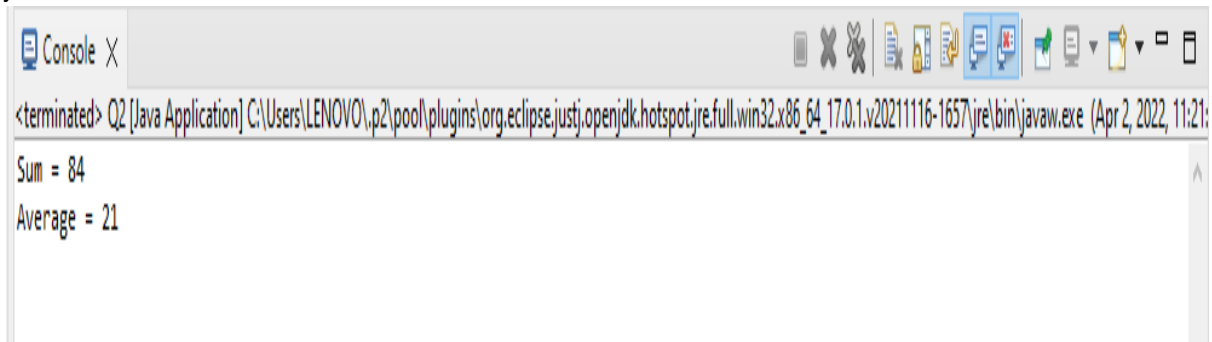 Console
<terminated> Q2 [Java Application] C:\Users\LENOVO\.p2\pool\plugins\org.eclipse.justj.openjdk.hotspot.jre.full.win32.x86_64_17.0.1.v20211116-1657\jre\bin\javaw.exe (Apr 2, 2022, 11:21:
Sum = 84
Average = 21